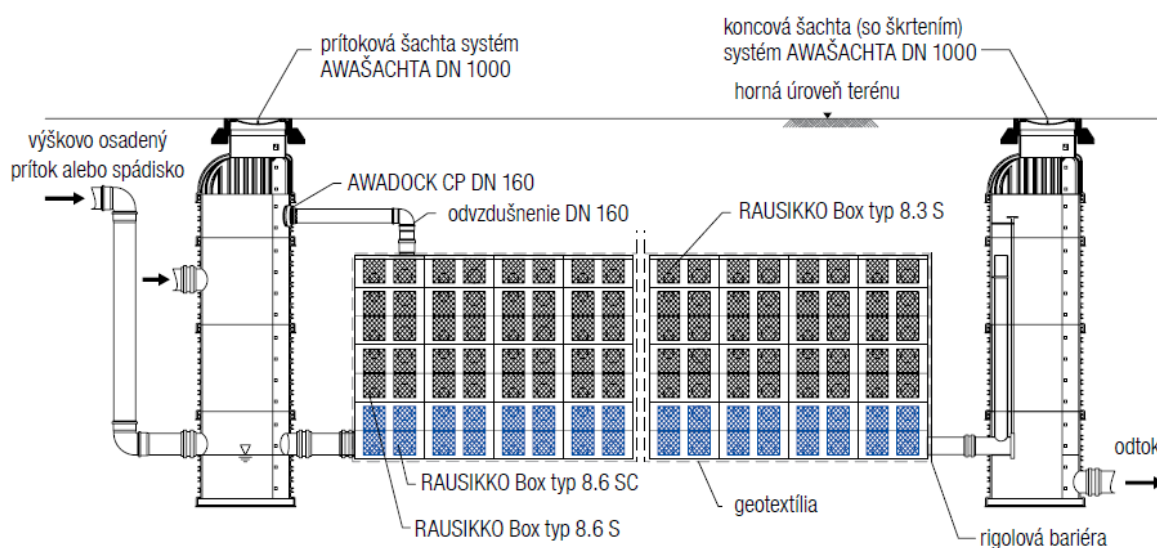 prítoková šachta systém
AWAŠACHTA DN 1000
koncová šachta (so škrtením)
systém AWAŠACHTA DN 1000
horná úroveň terénu
výškovo osadený
prítok alebo spádisko
AWADOCK CP DN 160
odvzdušnenie DN 160
RAUSIKKO Box typ 8.3 S
RAUSIKKO Box typ 8.6 SC
RAUSIKKO Box typ 8.6 S
geotextília
odtok
rigolová bariéra